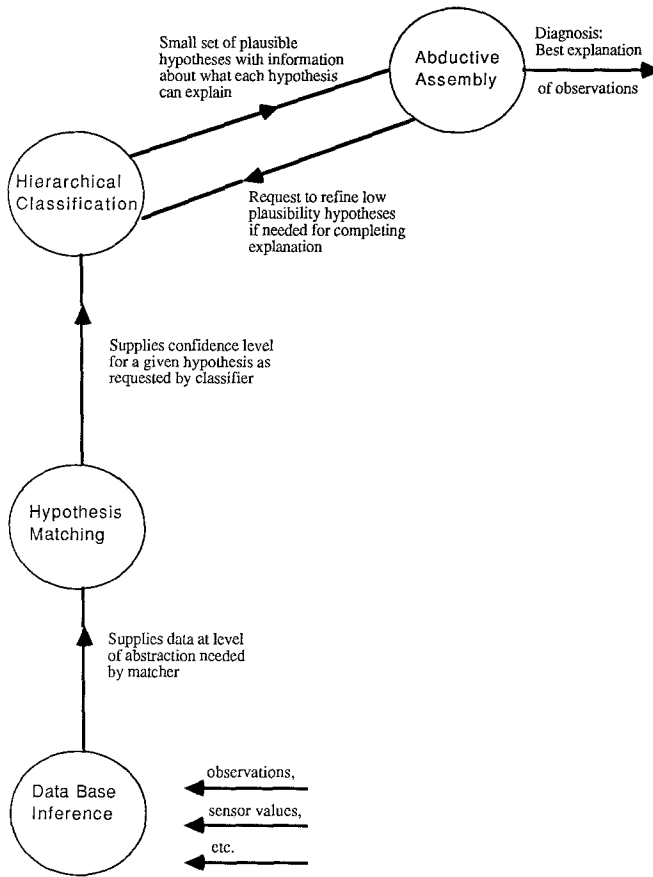 Small set of plausible
hypotheses with information
about what each hypothesis
can explain
Abductive
Assembly
Diagnosis:
Best explanation
of observations
Hierarchical
Classification
Request to refine low
plausibility hypotheses
if needed for completing
explanation
Supplies confidence level
for a given hypothesis as
requested by classifier
Hypothesis
Matching
Supplies data at level
of abstraction needed
by matcher
Data Base
Inference
observations,
sensor values,
etc.